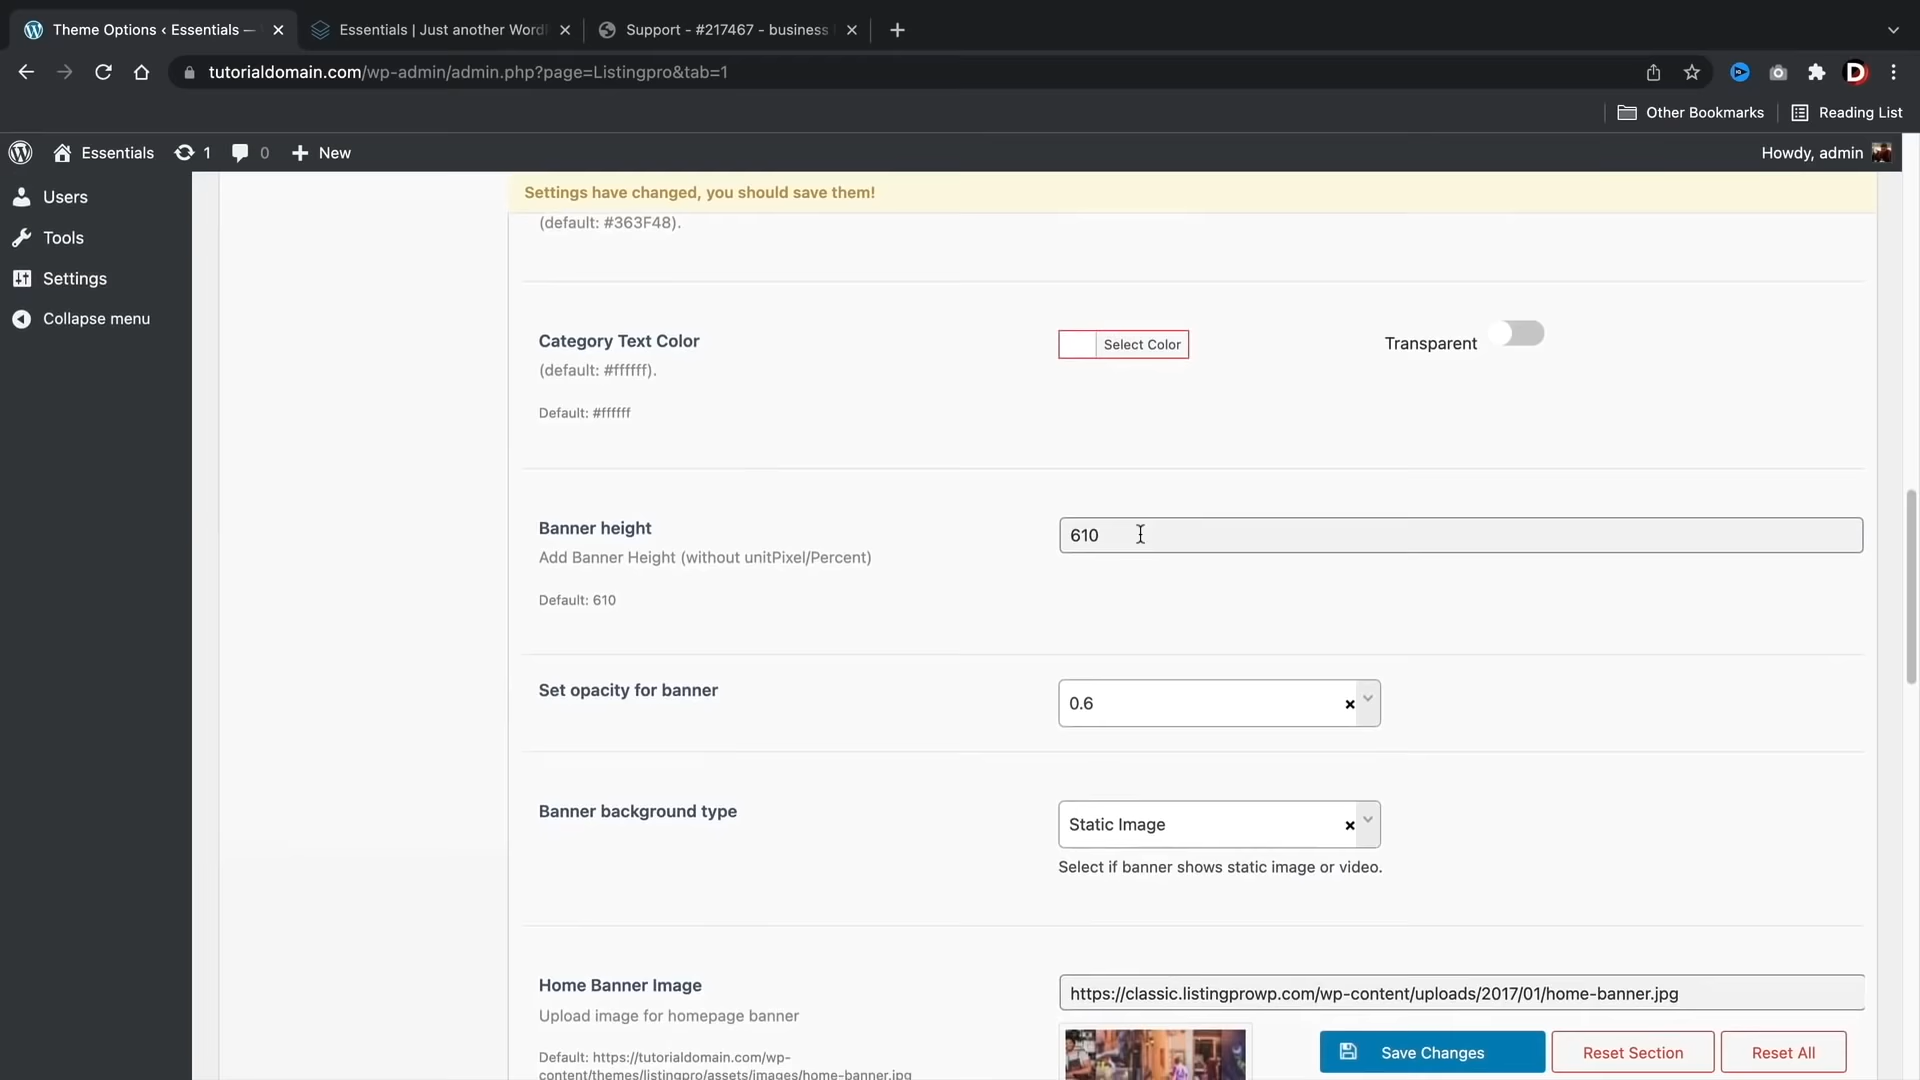 Theme Options ‹ Essentials —
Essentials | Just another Word
Support - #217467 - business
tutorialdomain.com/wp-admin/admin.php?page=Listingpro&tab=1
Other Bookmarks
Reading List
Essentials
1
0
New
Howdy, admin
Users
Tools
Settings
Collapse menu
Settings have changed, you should save them!
(default: #363F48).
Category Text Color
(default: #ffffff).
Default: #ffffff
Select Color
Transparent
Banner height
Add Banner Height (without unitPixel/Percent)
Default: 610
610
Set opacity for banner
0.6
Banner background type
Static Image
Select if banner shows static image or video.
Home Banner Image
Upload image for homepage banner
Default: https://tutorialdomain.com/wp-
content/themes/listingpro/assets/images/home-banner.jpg
https://classic.listingprowp.com/wp-content/uploads/2017/01/home-banner.jpg
Save Changes
Reset Section
Reset All